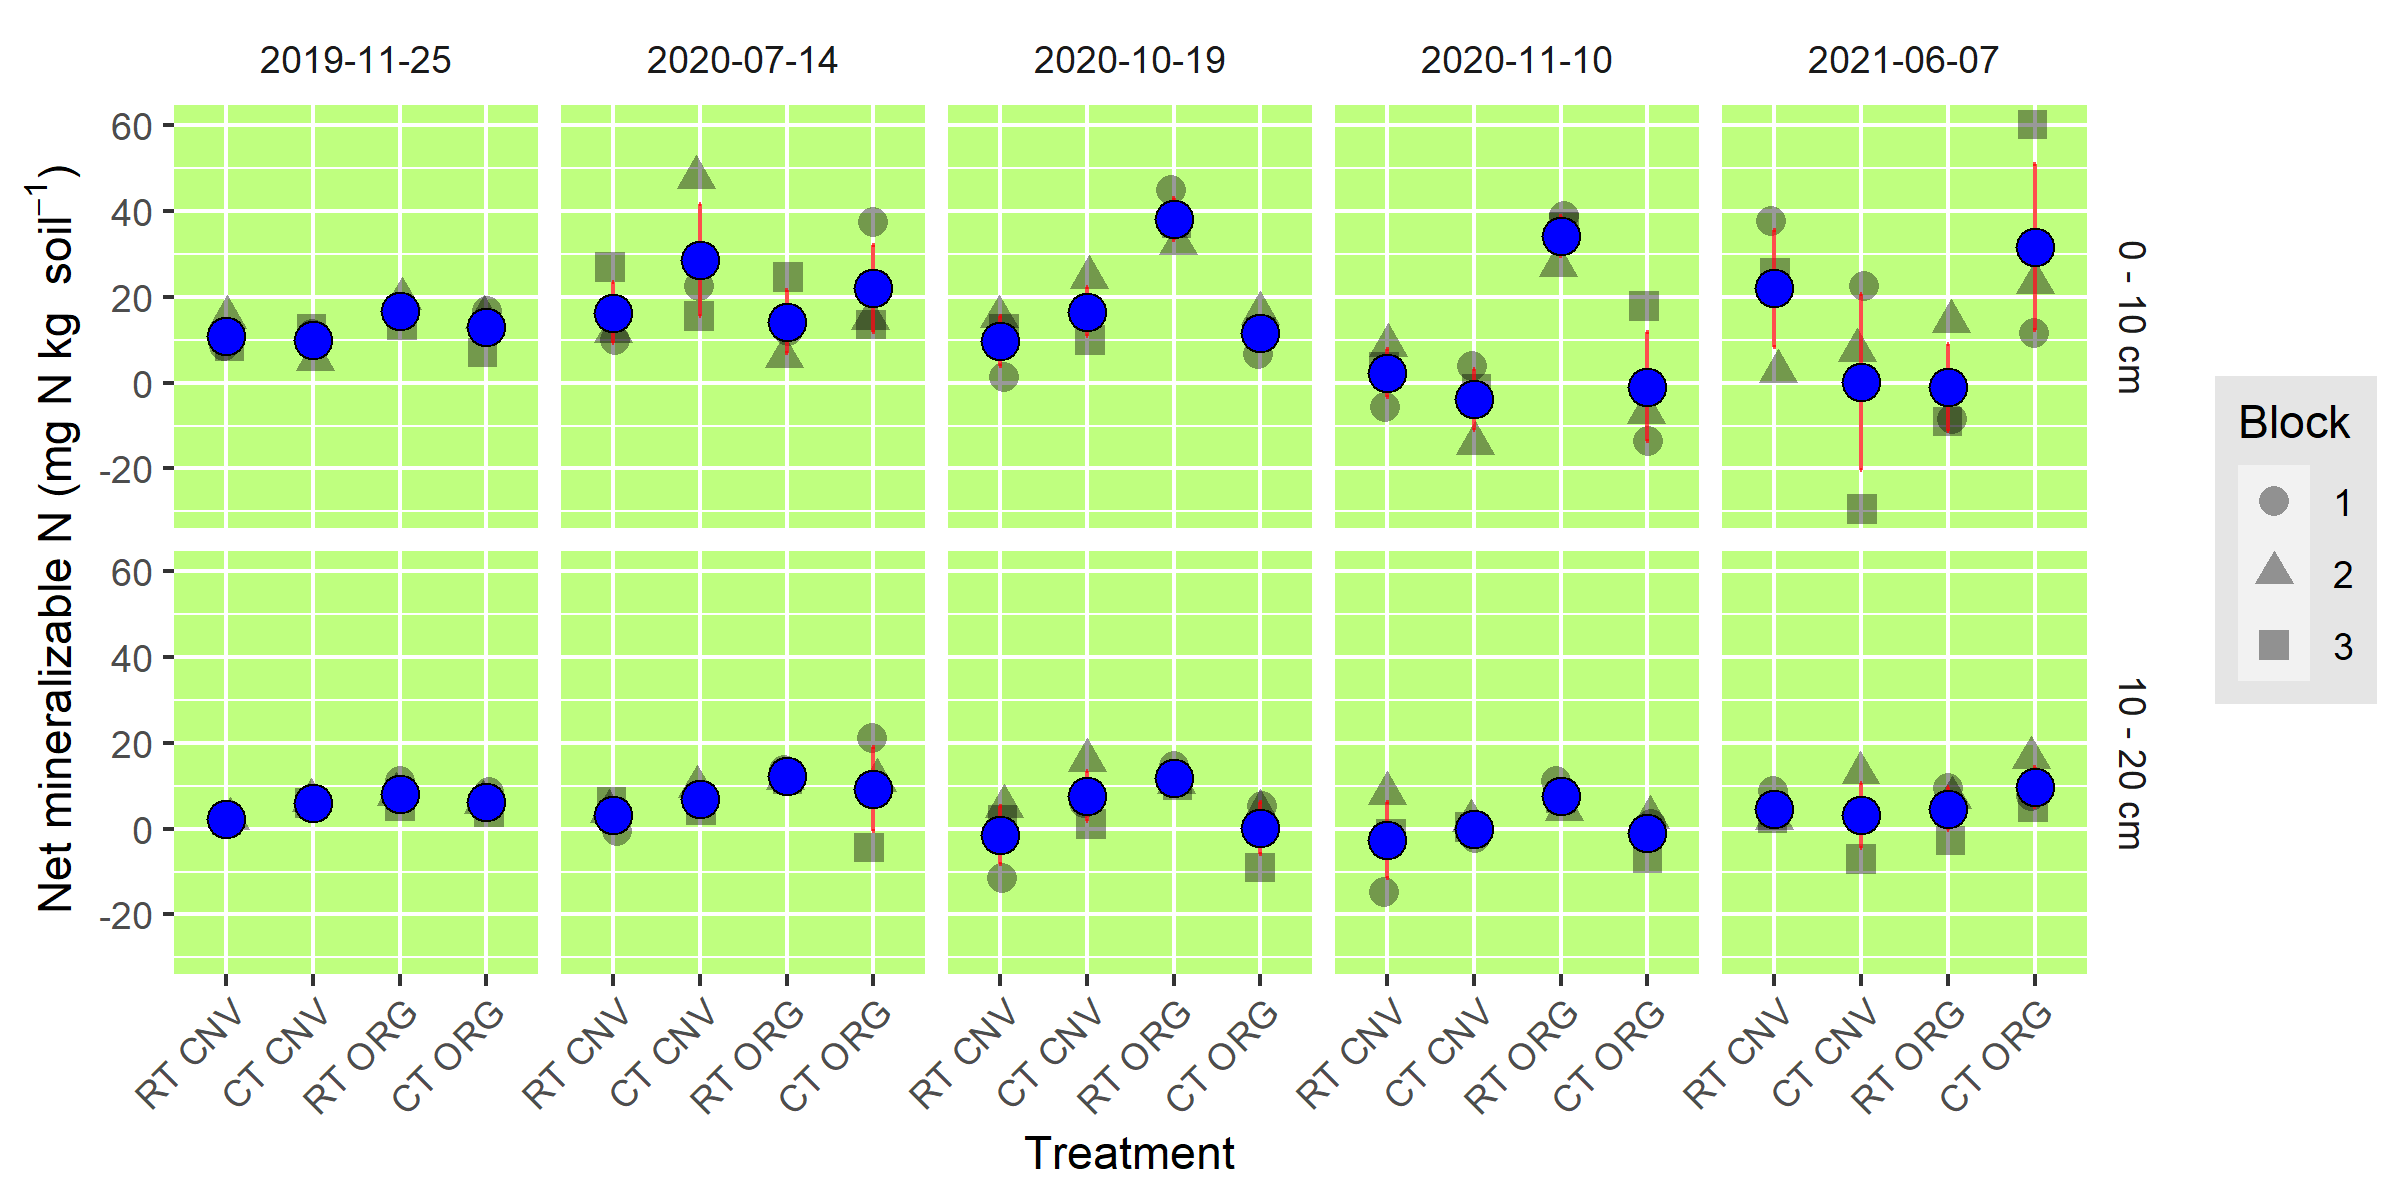 2019-11-25 2020-07-14 2020-10-19 2020-11-10 2021-06-07
Net mineralizable N (mg N kg soil⁻¹)
60
40
20
0
-20
0 - 10 cm
60
40
20
0
-20
10 - 20 cm
RT CNV CT CNV RT ORG CT ORG RT CNV CT CNV RT ORG CT ORG RT CNV CT CNV RT ORG CT ORG RT CNV CT CNV RT ORG CT ORG RT CNV CT CNV RT ORG CT ORG
Treatment
Block
1
2
3